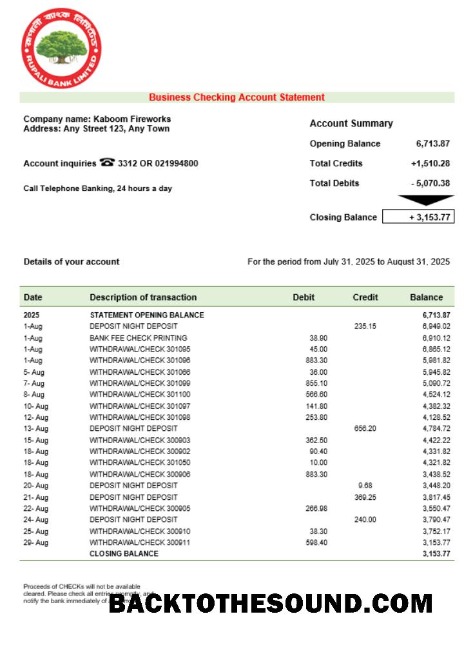 রূপালী ব্যাংক লিমিটেড
RUPALI BANK LIMITED
Business Checking Account Statement
Company name: Kaboom Fireworks
Address: Any Street 123, Any Town
Account inquiries ☎ 3312 OR 021994800
Call Telephone Banking, 24 hours a day
Account Summary
Opening Balance 6,713.87
Total Credits +1,510.28
Total Debits - 5,070.38
Closing Balance + 3,153.77
Details of your account For the period from July 31, 2025 to August 31, 2025
Date Description of transaction Debit Credit Balance
2025 STATEMENT OPENING BALANCE 6,713.87
1-Aug DEPOSIT NIGHT DEPOSIT 235.15 6,949.02
1-Aug BANK FEE CHECK PRINTING 38.90 6,910.12
1-Aug WITHDRAWAL/CHECK 301095 45.00 6,865.12
1-Aug WITHDRAWAL/CHECK 301096 883.30 5,981.82
5- Aug WITHDRAWAL/CHECK 301066 36.00 5,945.82
7- Aug WITHDRAWAL/CHECK 301099 855.10 5,090.72
8- Aug WITHDRAWAL/CHECK 301100 566.60 4,524.12
10- Aug WITHDRAWAL/CHECK 301097 141.80 4,382.32
12- Aug WITHDRAWAL/CHECK 301098 253.80 4,128.52
13- Aug DEPOSIT NIGHT DEPOSIT 656.20 4,784.72
15- Aug WITHDRAWAL/CHECK 300903 362.50 4,422.22
18- Aug WITHDRAWAL/CHECK 300902 90.40 4,331.82
18- Aug WITHDRAWAL/CHECK 301050 10.00 4,321.82
18- Aug WITHDRAWAL/CHECK 300906 883.30 3,438.52
20- Aug DEPOSIT NIGHT DEPOSIT 9.68 3,448.20
21- Aug DEPOSIT NIGHT DEPOSIT 369.25 3,817.45
22- Aug WITHDRAWAL/CHECK 300905 266.98 3,550.47
24- Aug DEPOSIT NIGHT DEPOSIT 240.00 3,790.47
25- Aug WITHDRAWAL/CHECK 300910 38.30 3,752.17
29- Aug WITHDRAWAL/CHECK 300911 598.40 3,153.77
CLOSING BALANCE 3,153.77
Proceeds of CHECKs will not be available
cleared. Please check all entries
notify the bank immediately of
BACKTOTHESOUND.COM